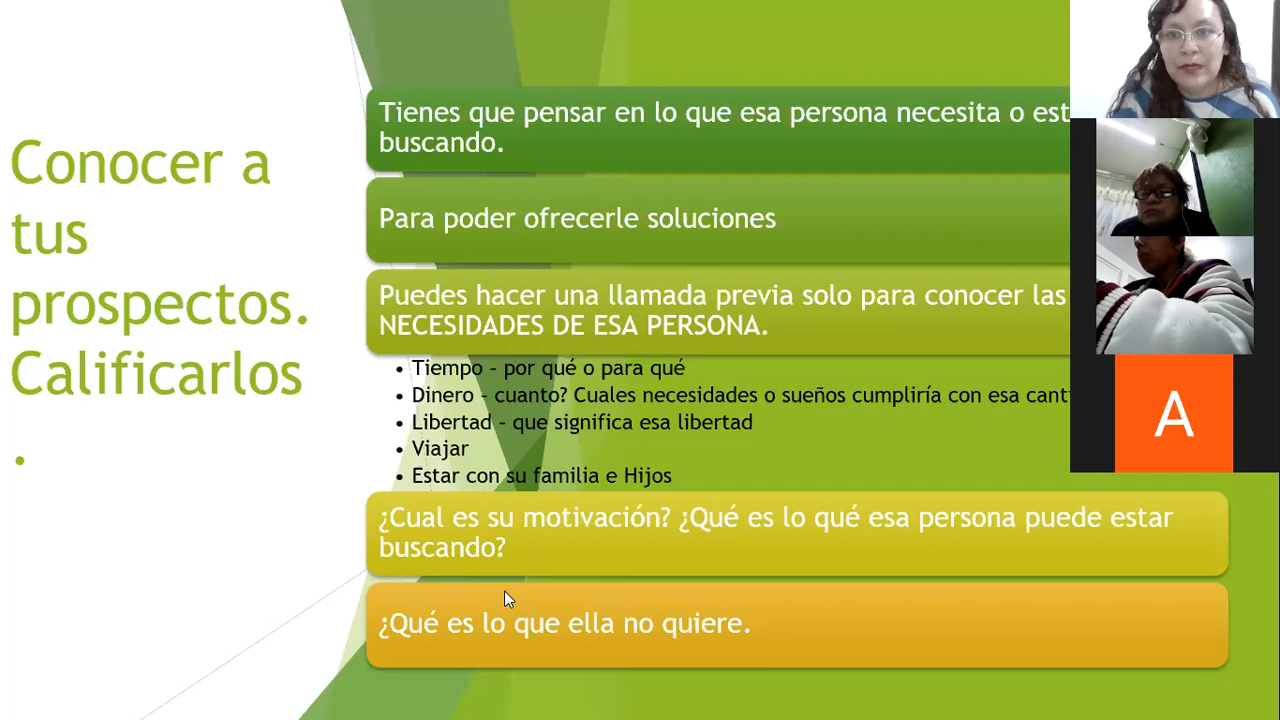 Conocer a
tus
prospectos.
Calificarlos
.
Tienes que pensar en lo que esa persona necesita o
buscando.
Para poder ofrecerle soluciones
Puedes hacer una llamada previa solo para conocer las
NECESIDADES DE ESA PERSONA.
• Tiempo – por qué o para qué
• Dinero – cuanto? Cuales necesidades o sueños cumpliría con esa
• Libertad – que significa esa libertad
• Viajar
• Estar con su familia e Hijos
¿Cual es su motivación? ¿Qué es lo qué esa persona puede estar
buscando?
¿Qué es lo que ella no quiere.
A